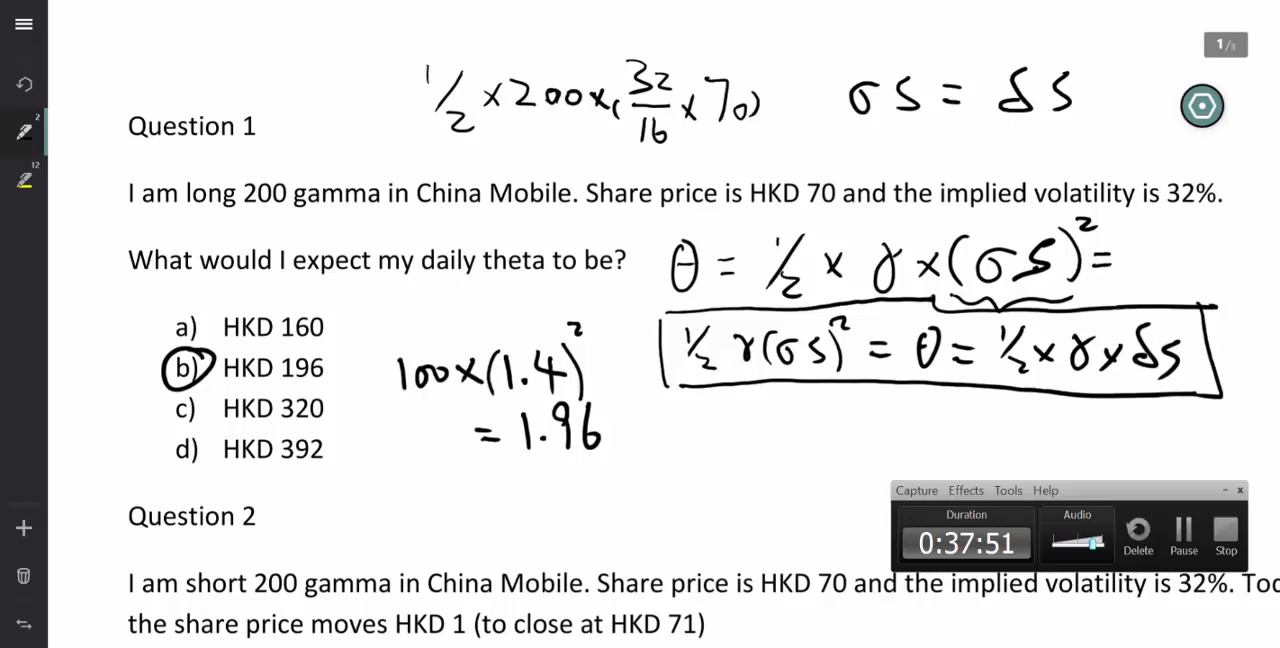 1/3
1/2 × 200 × (32/16 × 70) σS = δS
2
Question 1
12
I am long 200 gamma in China Mobile. Share price is HKD 70 and the implied volatility is 32%.
What would I expect my daily theta to be?
θ = 1/2 × γ × (σS)² =
a) HKD 160
b) HKD 196
c) HKD 320
d) HKD 392
100 × (1.4)²
= 1.96
1/2 γ(σS)² = θ = 1/2 × γ × δS
Capture Effects Tools Help - x
Duration
0:37:51
Audio
Delete
Pause
Stop
Question 2
I am short 200 gamma in China Mobile. Share price is HKD 70 and the implied volatility is 32%. Toc
the share price moves HKD 1 (to close at HKD 71)